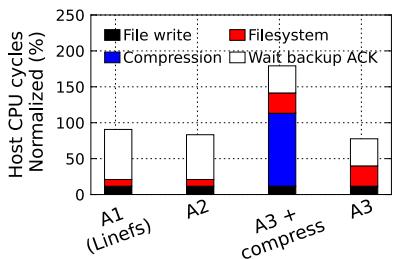 Host CPU cycles
Normalized (%)
250
200
150
100
50
0
File write
Filesystem
Compression
Wait backup ACK
A1
(Linefs)
A2
A3 +
compress
A3